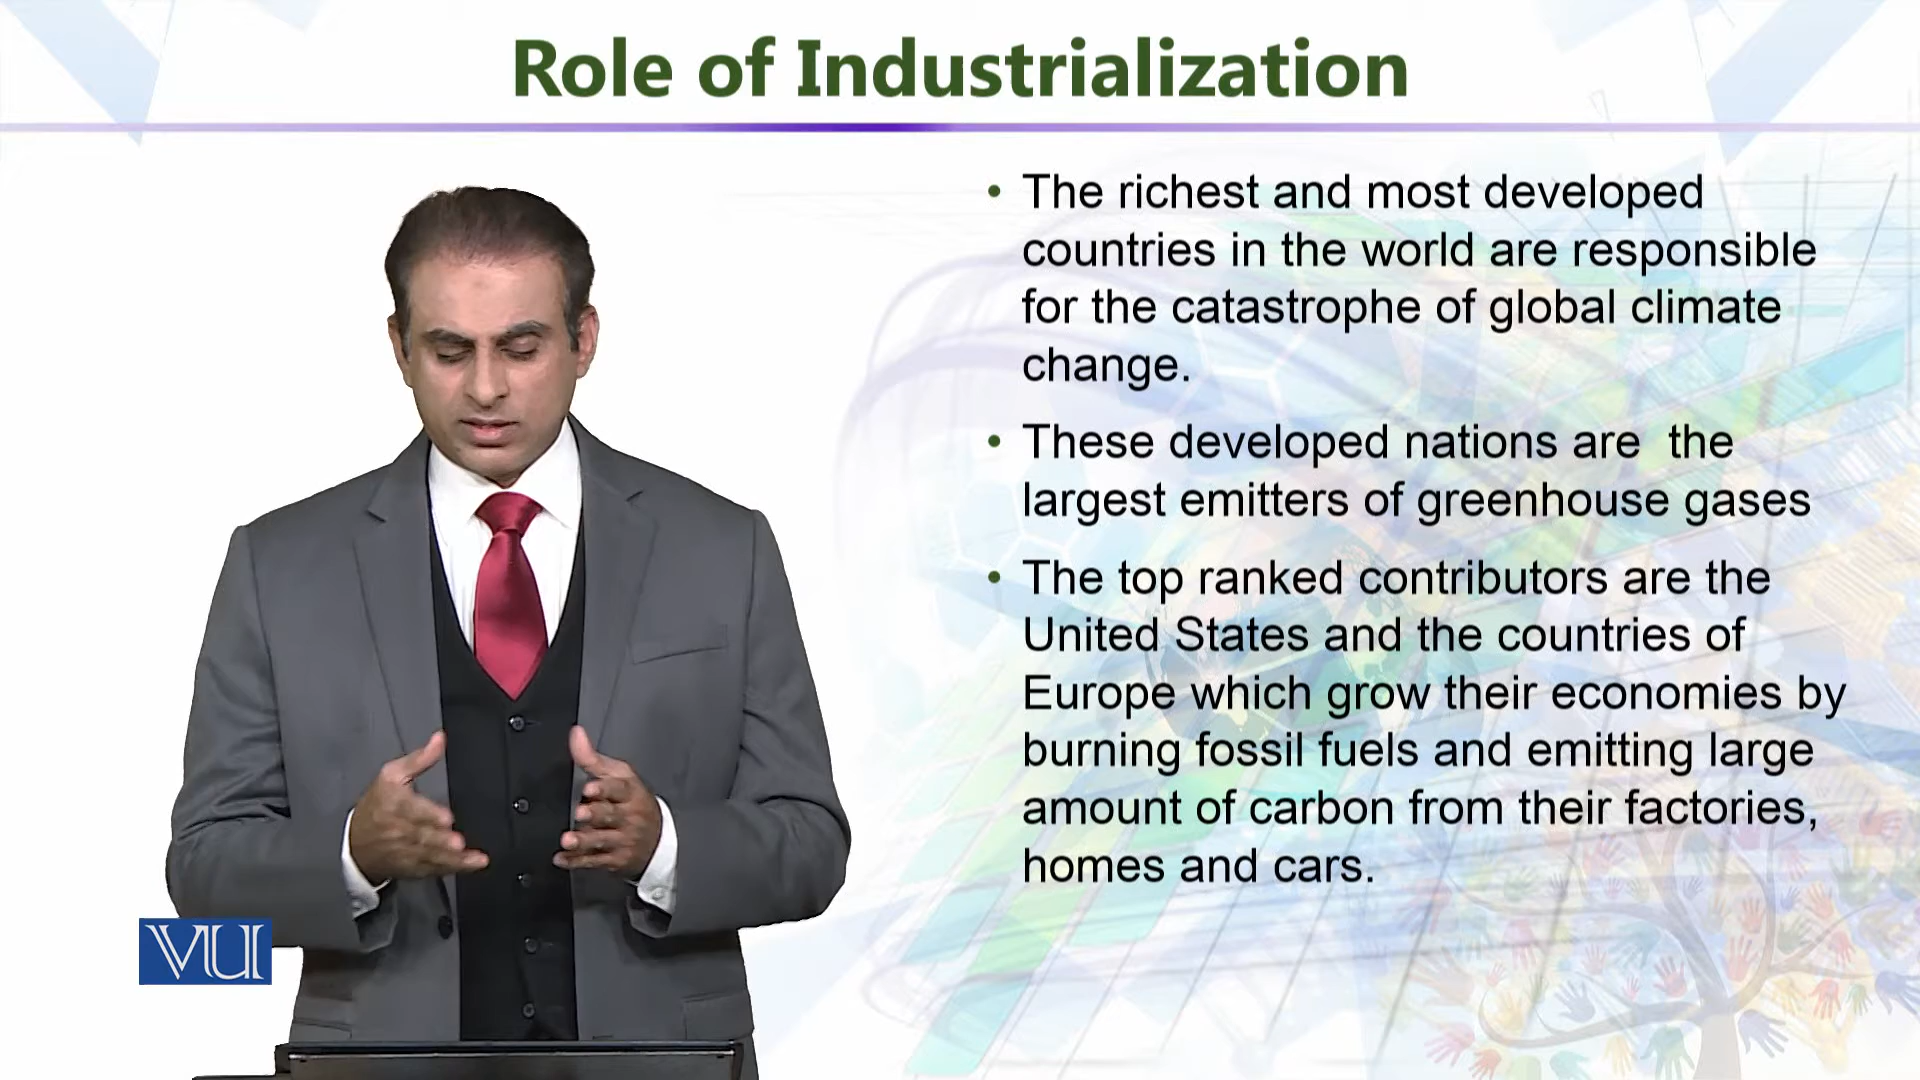 Role of Industrialization
• The richest and most developed
countries in the world are responsible
for the catastrophe of global climate
change.
• These developed nations are  the
largest emitters of greenhouse gases
• The top ranked contributors are the
United States and the countries of
Europe which grow their economies by
burning fossil fuels and emitting large
amount of carbon from their factories,
homes and cars.
VU